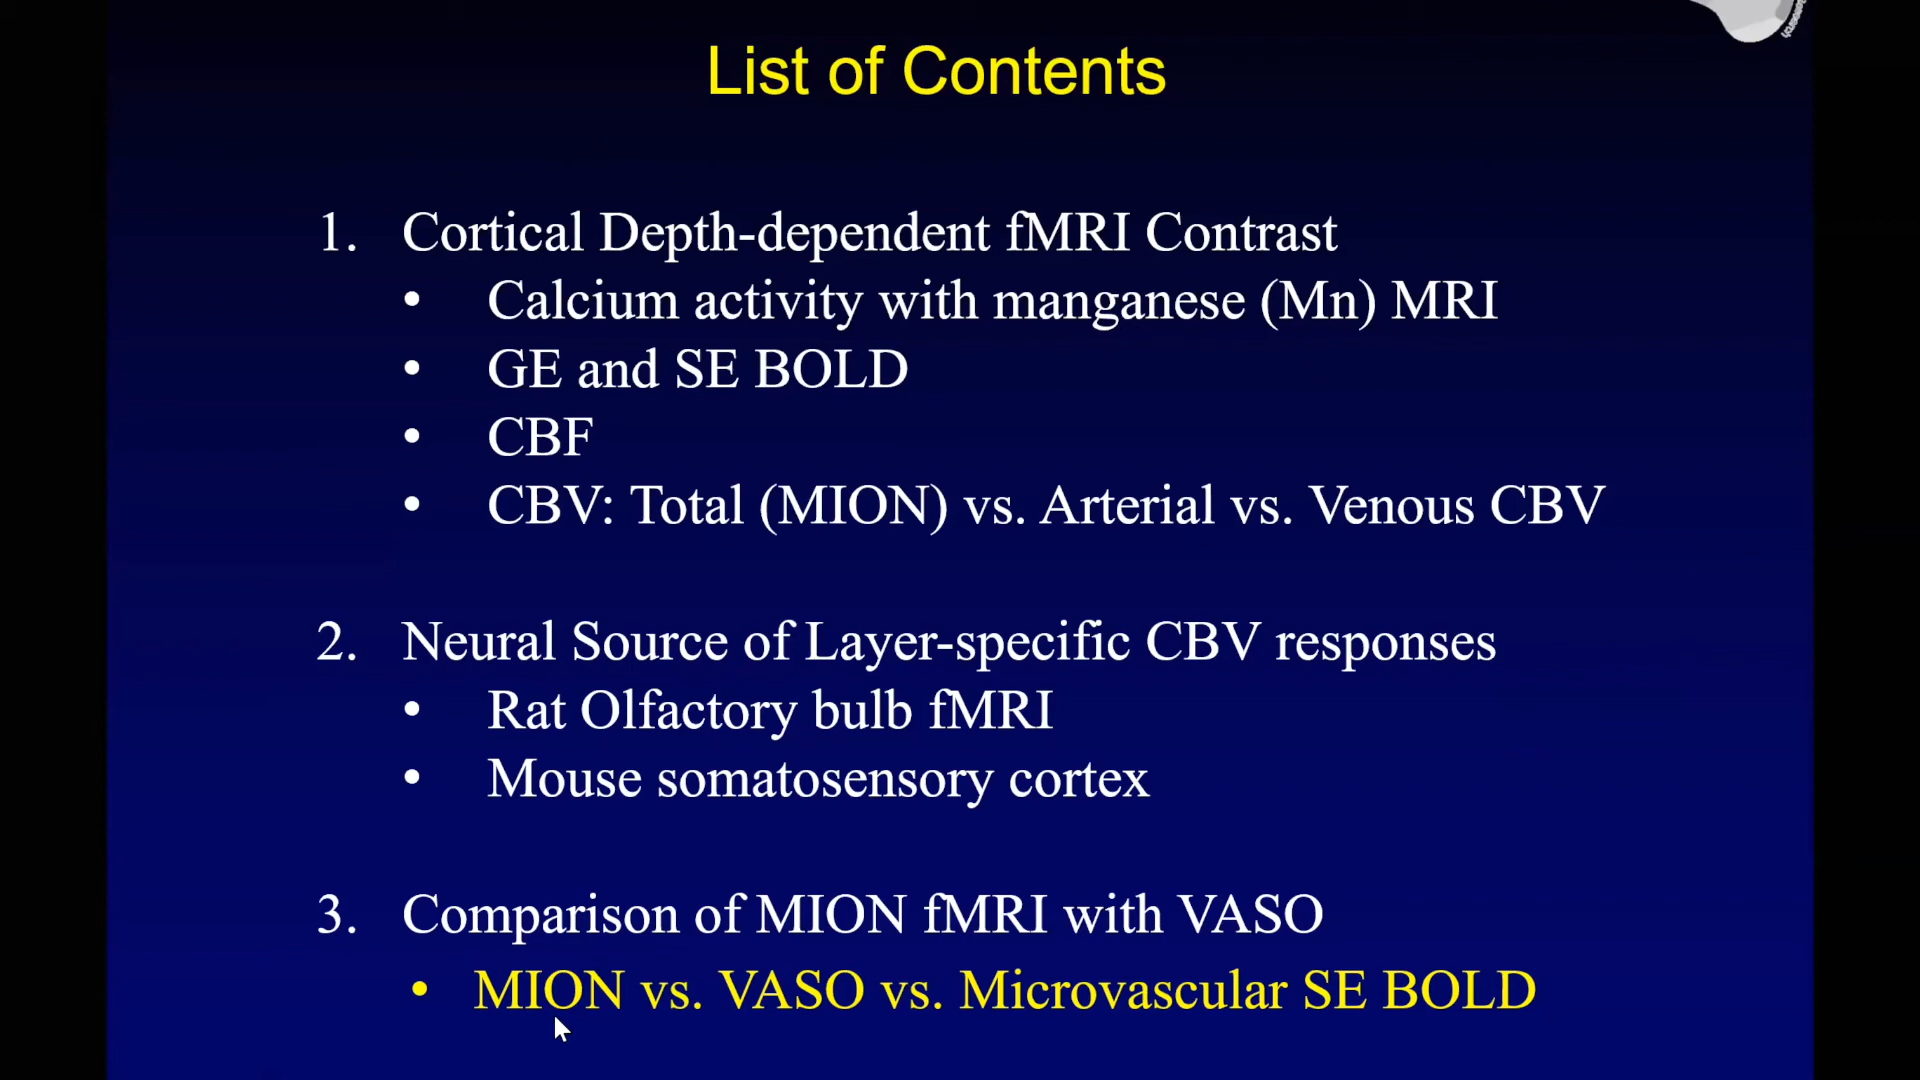 List of Contents
1. Cortical Depth-dependent fMRI Contrast
• Calcium activity with manganese (Mn) MRI
• GE and SE BOLD
• CBF
• CBV: Total (MION) vs. Arterial vs. Venous CBV
2. Neural Source of Layer-specific CBV responses
• Rat Olfactory bulb fMRI
• Mouse somatosensory cortex
3. Comparison of MION fMRI with VASO
• MION vs. VASO vs. Microvascular SE BOLD